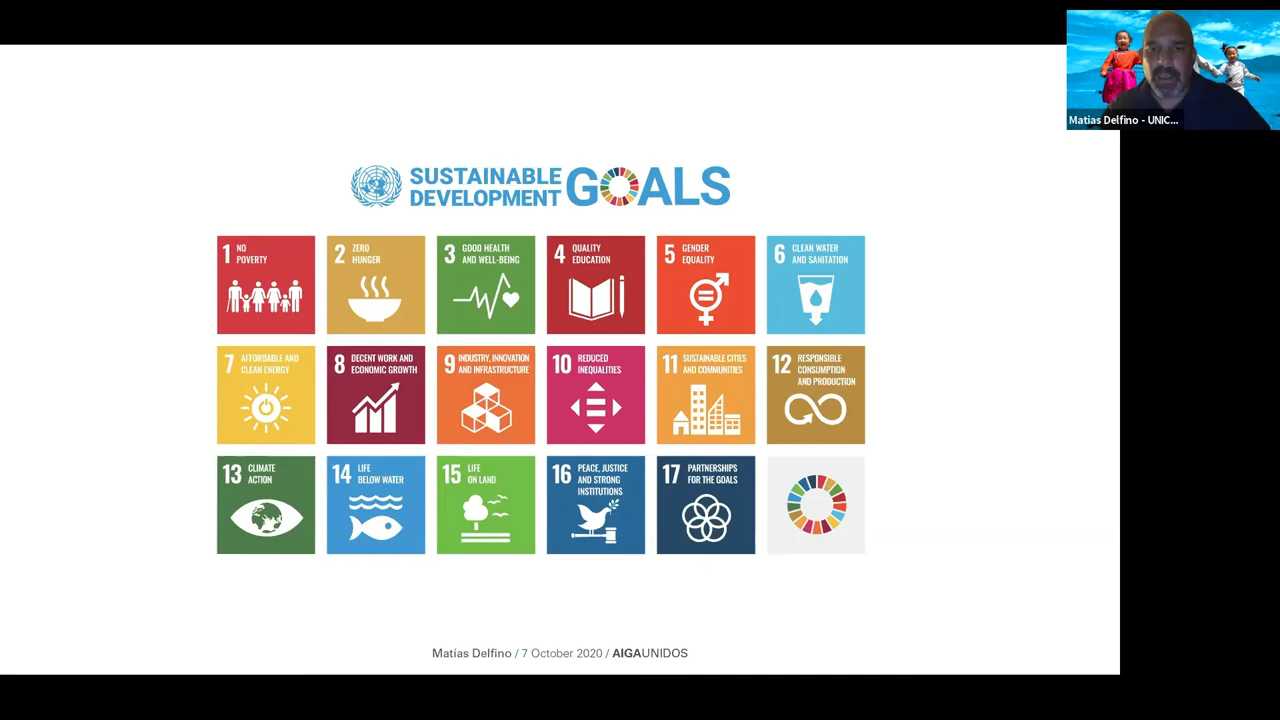 Matias Delfino - UNIC...
SUSTAINABLE
DEVELOPMENT
GOALS
1 NO
POVERTY
2 ZERO
HUNGER
3 GOOD HEALTH
AND WELL-BEING
4 QUALITY
EDUCATION
5 GENDER
EQUALITY
6 CLEAN WATER
AND SANITATION
7 AFFORDABLE AND
CLEAN ENERGY
8 DECENT WORK AND
ECONOMIC GROWTH
9 INDUSTRY, INNOVATION
AND INFRASTRUCTURE
10 REDUCED
INEQUALITIES
11 SUSTAINABLE CITIES
AND COMMUNITIES
12 RESPONSIBLE
CONSUMPTION
AND PRODUCTION
13 CLIMATE
ACTION
14 LIFE
BELOW WATER
15 LIFE
ON LAND
16 PEACE, JUSTICE
AND STRONG
INSTITUTIONS
17 PARTNERSHIPS
FOR THE GOALS
Matias Delfino / 7 October 2020 / AIGAUNIDOS